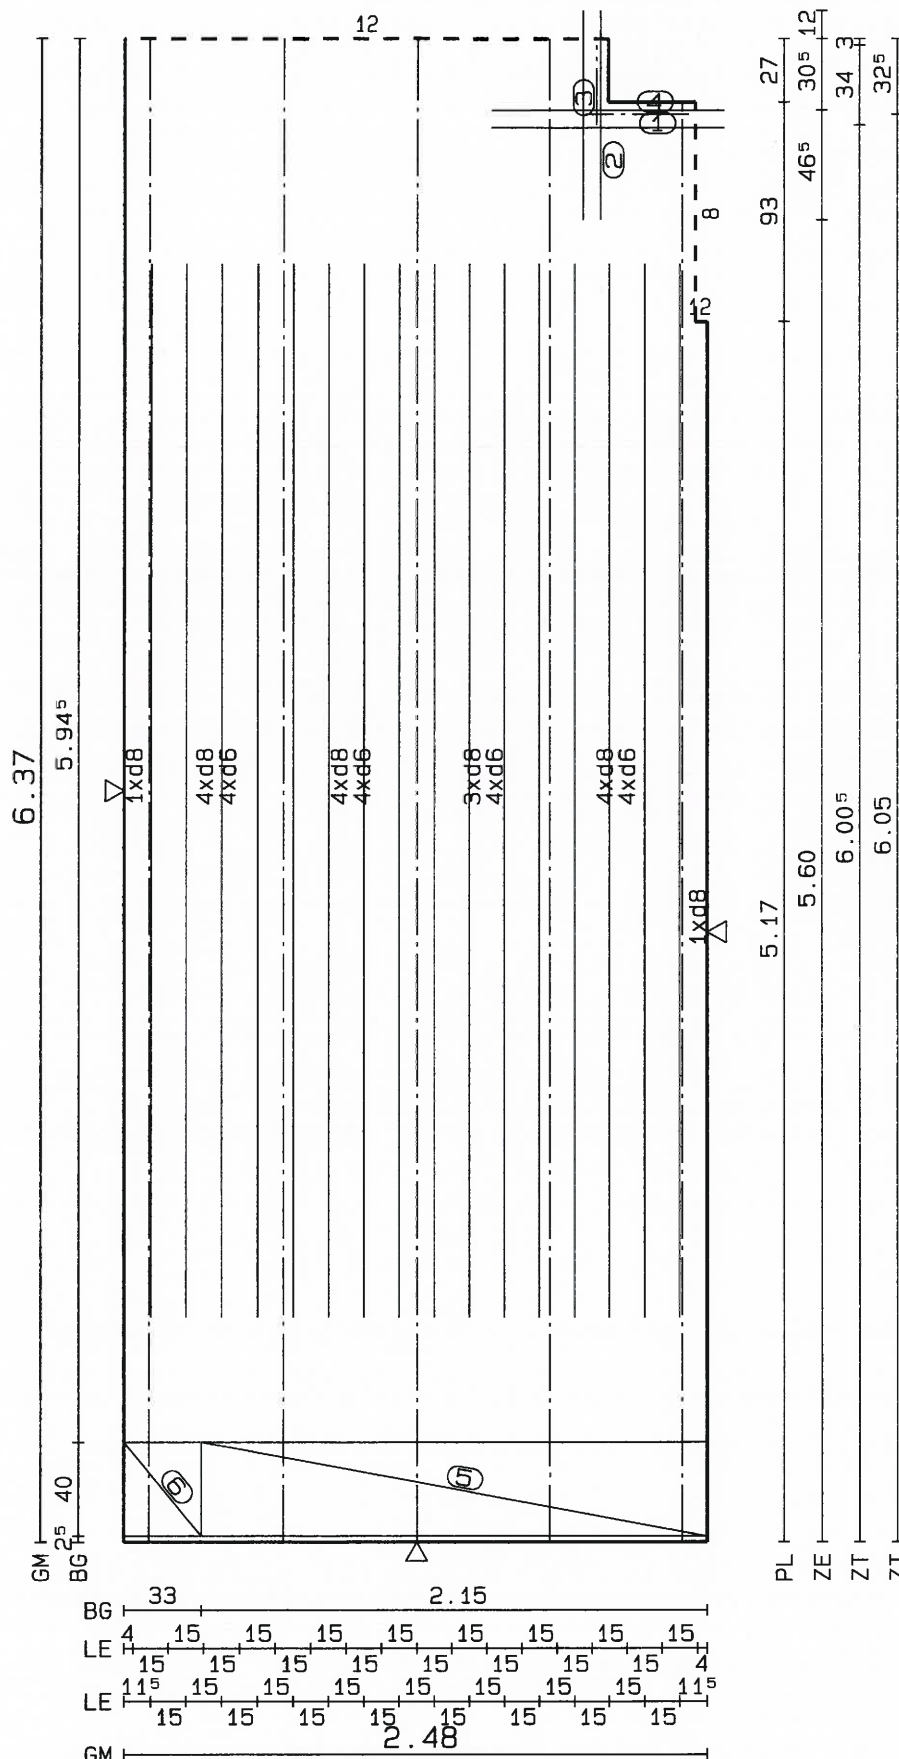 12
12
27
30⁵
3
34
32⁵
3
4
1
2
46⁵
93
8
12
6.37
5.94⁵
1xd8
4xd8
4xd6
4xd8
4xd6
3xd8
4xd6
4xd8
4xd6
1xd8
5.17
5.60
6.00⁵
6.05
6
5
40
2⁵
GM
BG
PL
ZE
ZT
ZT
BG 33 2.15
4 15 15 15 15 15 15 15 15
LE
15 15 15 15 15 15 15 4
11⁵ 15 15 15 15 15 15 15 11⁵
LE
15 15 15 15 15 15 15 15
2.48
GM